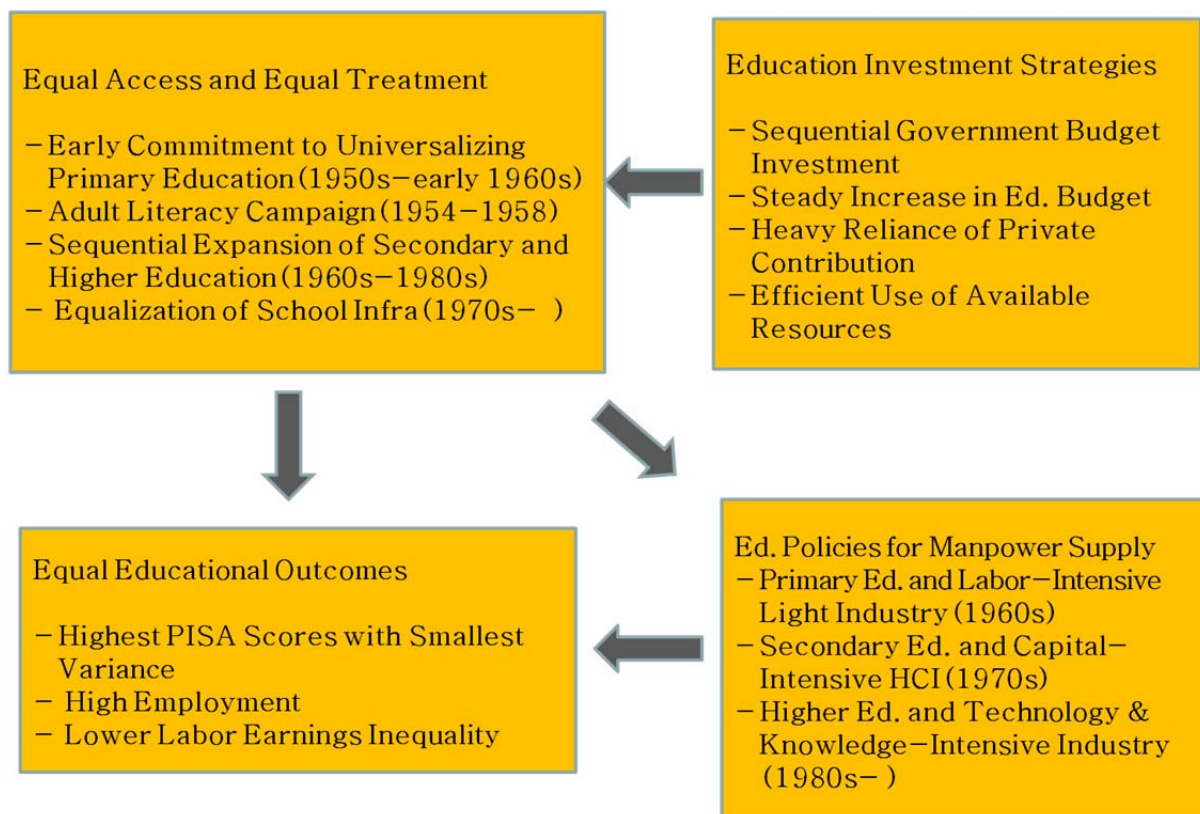 Equal Access and Equal Treatment
－Early Commitment to Universalizing
Primary Education (1950s－early 1960s)
－Adult Literacy Campaign (1954－1958)
－Sequential Expansion of Secondary and
Higher Education (1960s－1980s)
－ Equalization of School Infra (1970s－ )
Education Investment Strategies
－Sequential Government Budget
Investment
－Steady Increase in Ed. Budget
－Heavy Reliance of Private
Contribution
－Efficient Use of Available
Resources
Equal Educational Outcomes
－Highest PISA Scores with Smallest
Variance
－ High Employment
－ Lower Labor Earnings Inequality
Ed. Policies for Manpower Supply
－Primary Ed. and Labor－Intensive
Light Industry (1960s)
－Secondary Ed. and Capital－
Intensive HCI (1970s)
－Higher Ed. and Technology &
Knowledge－Intensive Industry
(1980s－ )